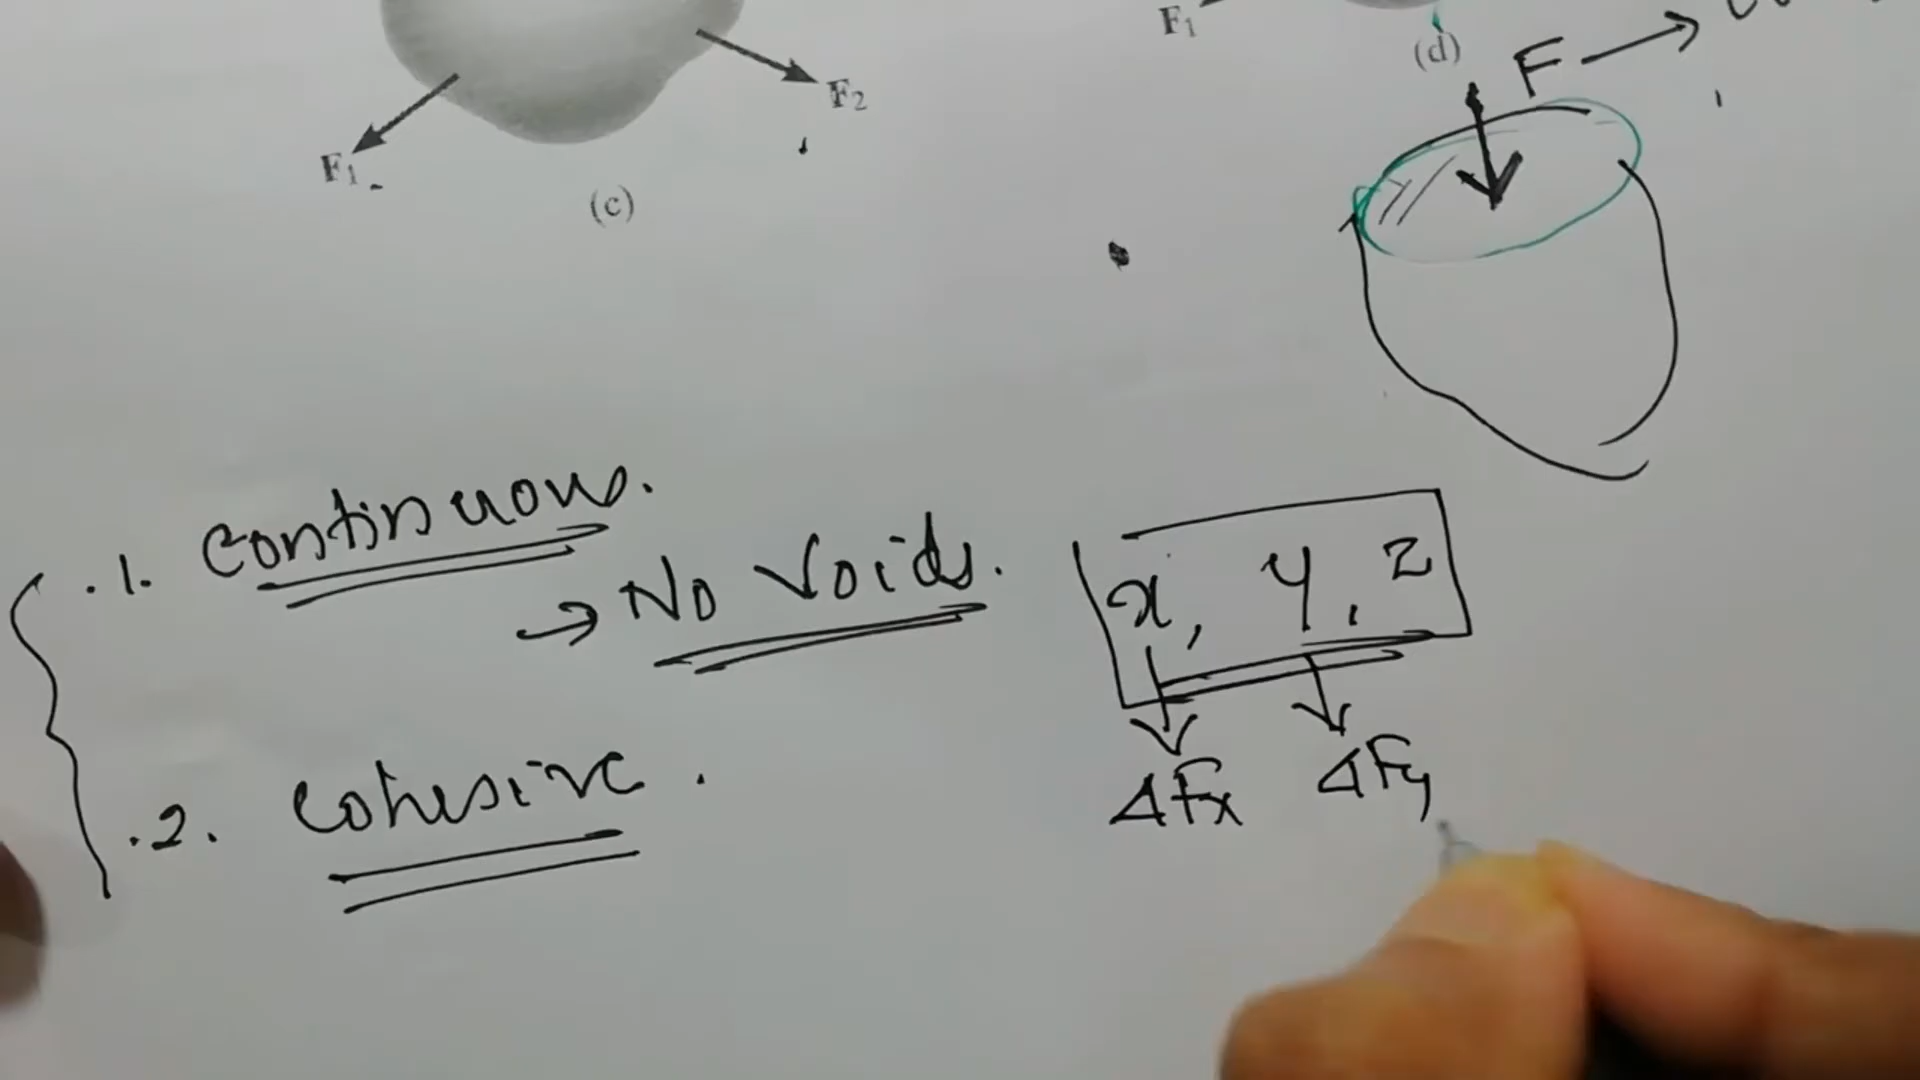 F1
F2
(c)
F1
(d)
F →
.1. Continuous.
→ No Voids.
x, y, z
.2. Cohesive.
ΔFx ΔFy